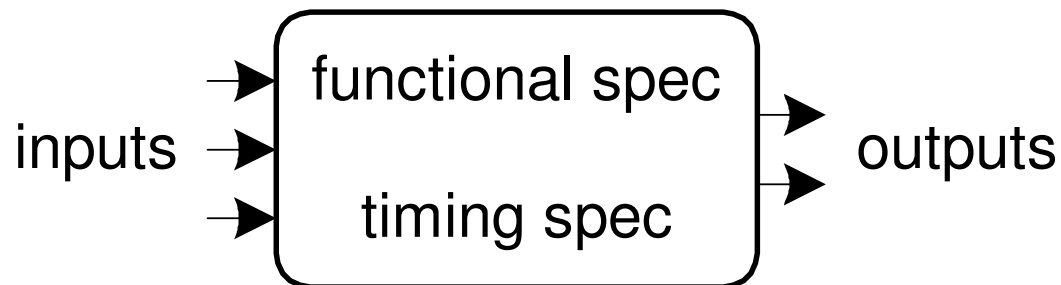 functional spec
inputs
outputs
timing spec